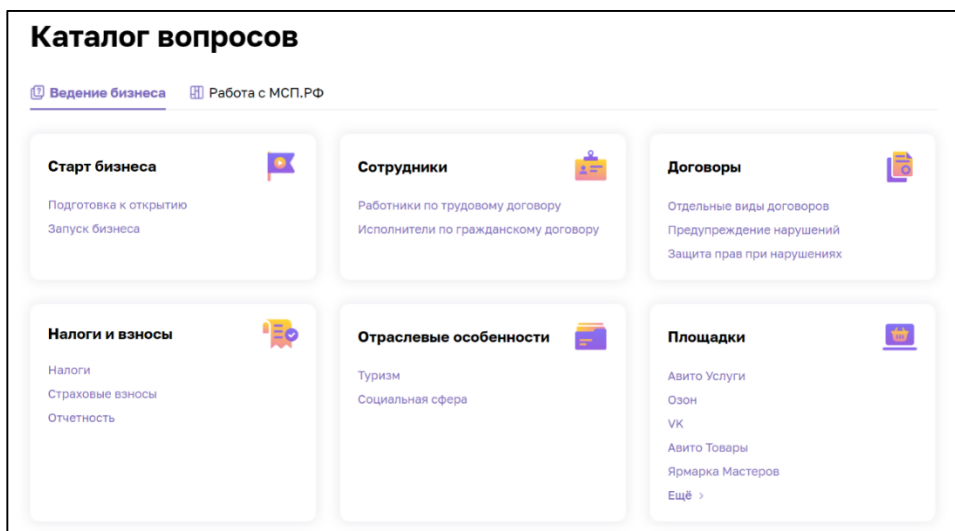 Каталог вопросов
Ведение бизнеса
Работа с МСП.РФ
Старт бизнеса
Подготовка к открытию
Запуск бизнеса
Сотрудники
Работники по трудовому договору
Исполнители по гражданскому договору
Договоры
Отдельные виды договоров
Предупреждение нарушений
Защита прав при нарушениях
Налоги и взносы
Налоги
Страховые взносы
Отчетность
Отраслевые особенности
Туризм
Социальная сфера
Площадки
Авито Услуги
Озон
VK
Авито Товары
Ярмарка Мастеров
Ещё >